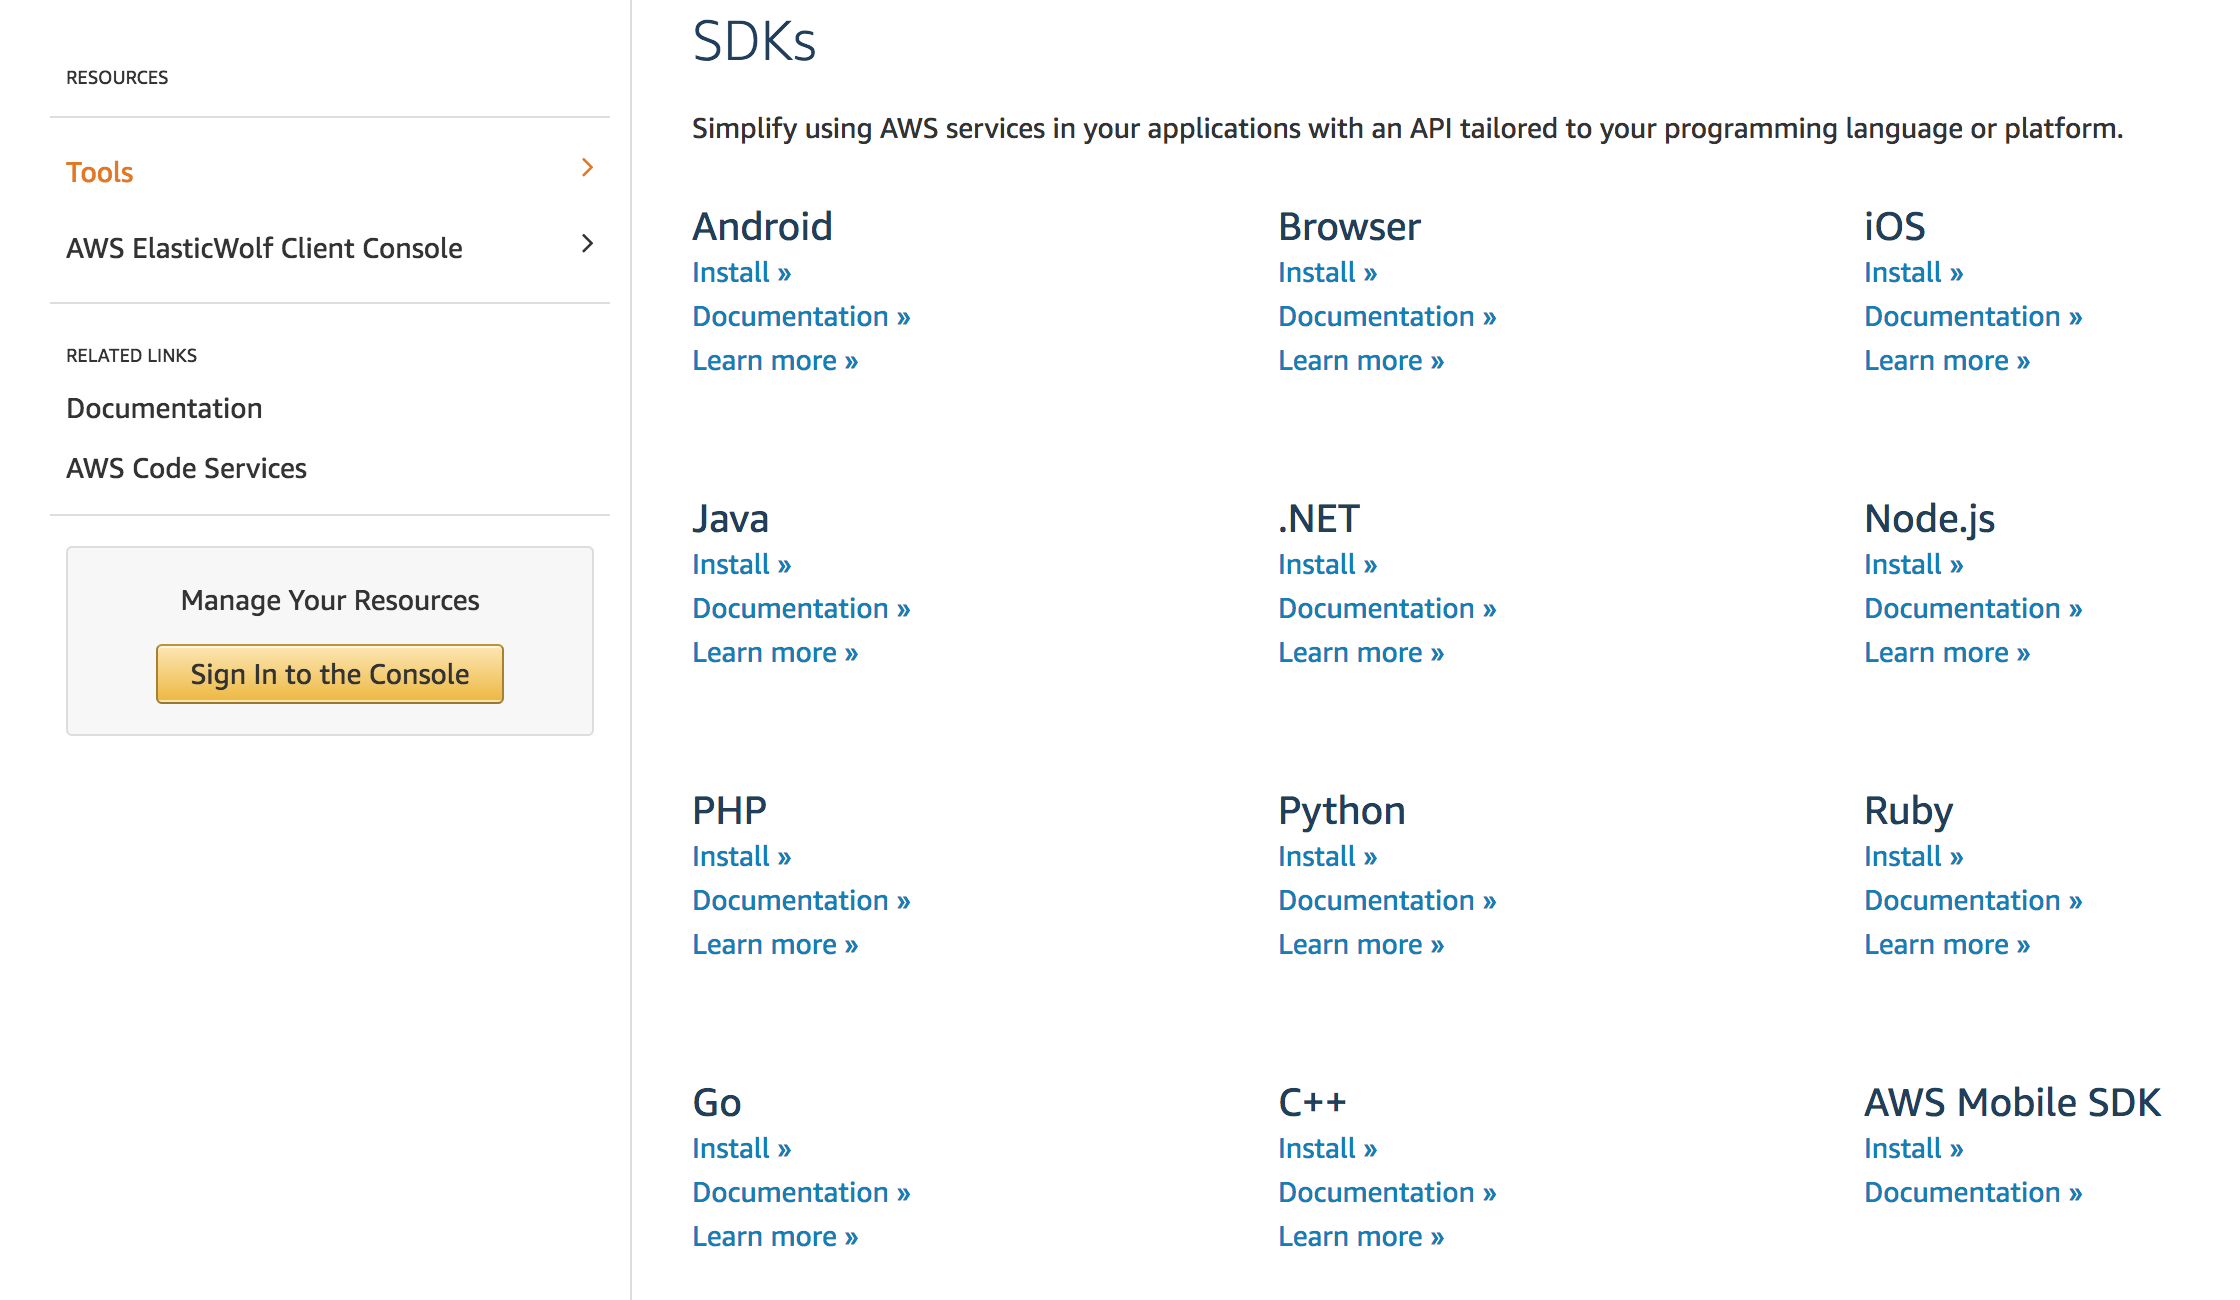 RESOURCES
Tools
AWS ElasticWolf Client Console
RELATED LINKS
Documentation
AWS Code Services
Manage Your Resources
Sign In to the Console
SDKs
Simplify using AWS services in your applications with an API tailored to your programming language or platform.
Android
Install »
Documentation »
Learn more »
Browser
Install »
Documentation »
Learn more »
iOS
Install »
Documentation »
Learn more »
Java
Install »
Documentation »
Learn more »
.NET
Install »
Documentation »
Learn more »
Node.js
Install »
Documentation »
Learn more »
PHP
Install »
Documentation »
Learn more »
Python
Install »
Documentation »
Learn more »
Ruby
Install »
Documentation »
Learn more »
Go
Install »
Documentation »
Learn more »
C++
Install »
Documentation »
Learn more »
AWS Mobile SDK
Install »
Documentation »